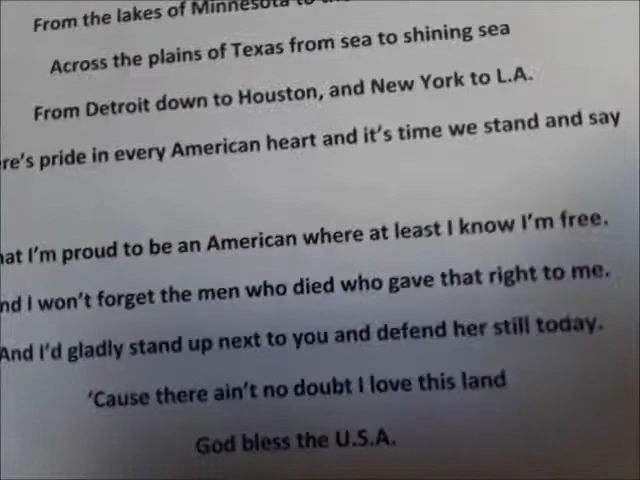 From the lakes of Minnesota to
Across the plains of Texas from sea to shining sea
From Detroit down to Houston, and New York to L.A.
re's pride in every American heart and it's time we stand and say
at I'm proud to be an American where at least I know I'm free.
nd I won't forget the men who died who gave that right to me.
And I'd gladly stand up next to you and defend her still today.
'Cause there ain't no doubt I love this land
God bless the U.S.A.